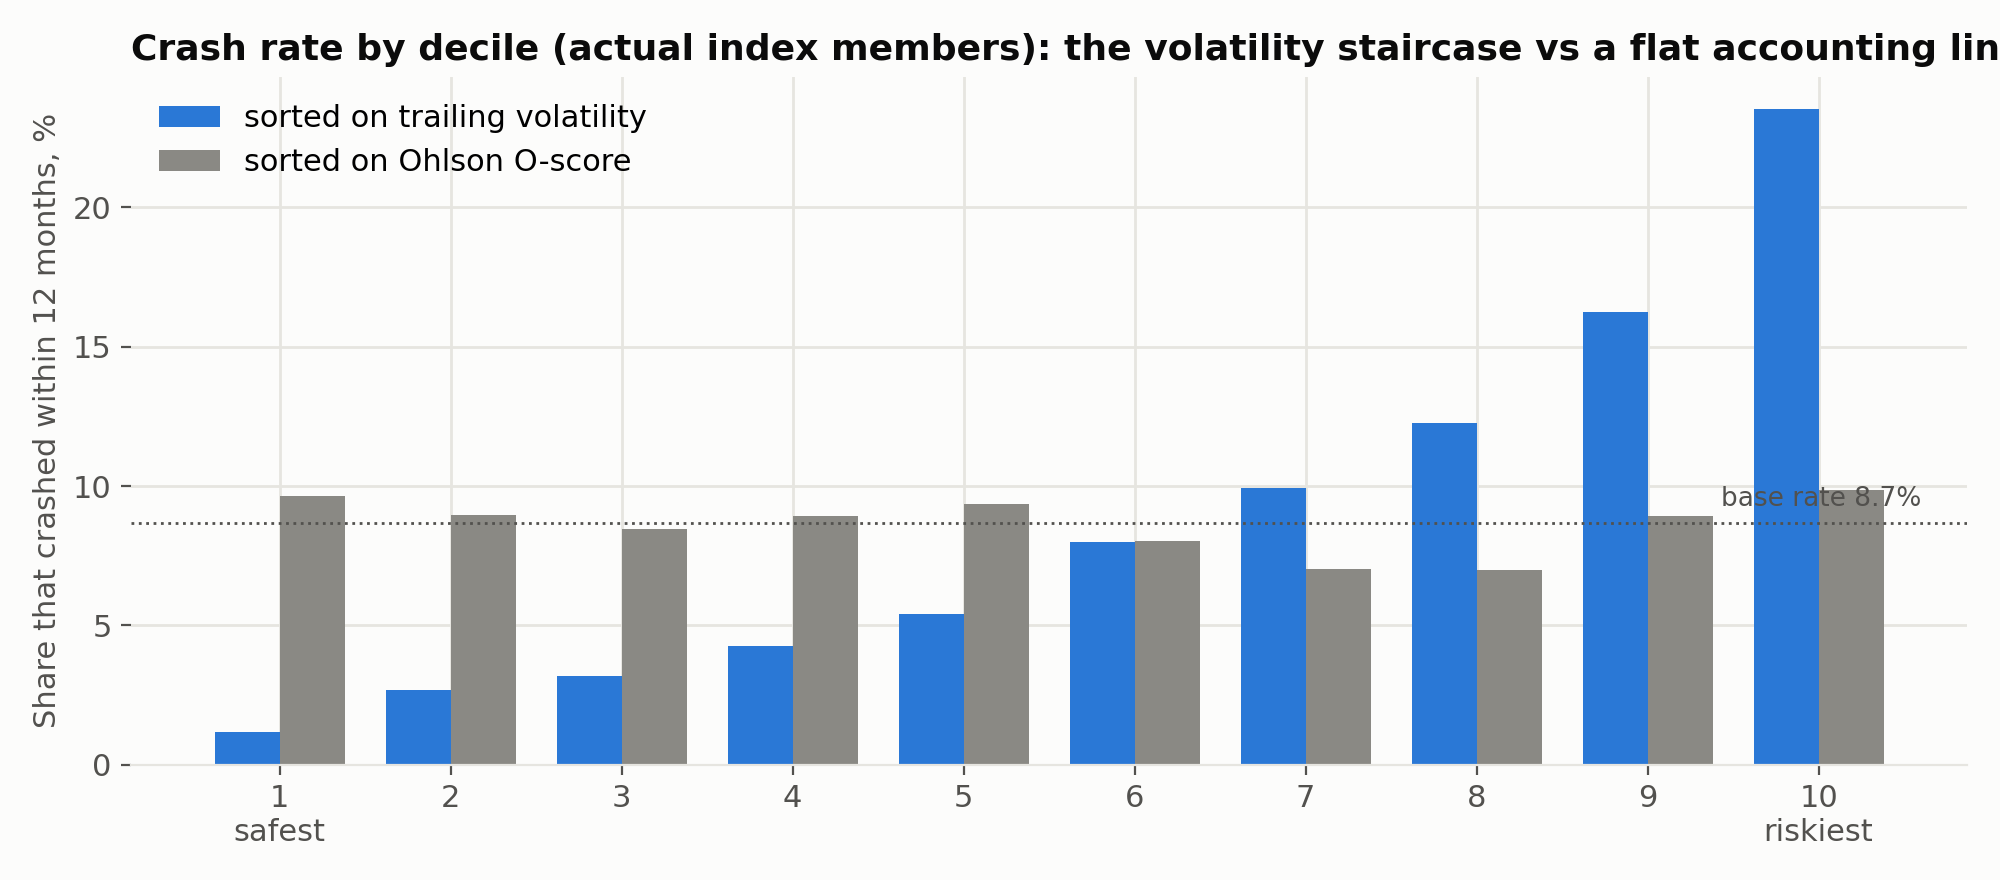 Crash rate by decile (actual index members): the volatility staircase vs a flat accounting lin
sorted on trailing volatility
sorted on Ohlson O-score
Share that crashed within 12 months, %
20
15
10
5
0
base rate 8.7%
1 2 3 4 5 6 7 8 9 10
safest riskiest